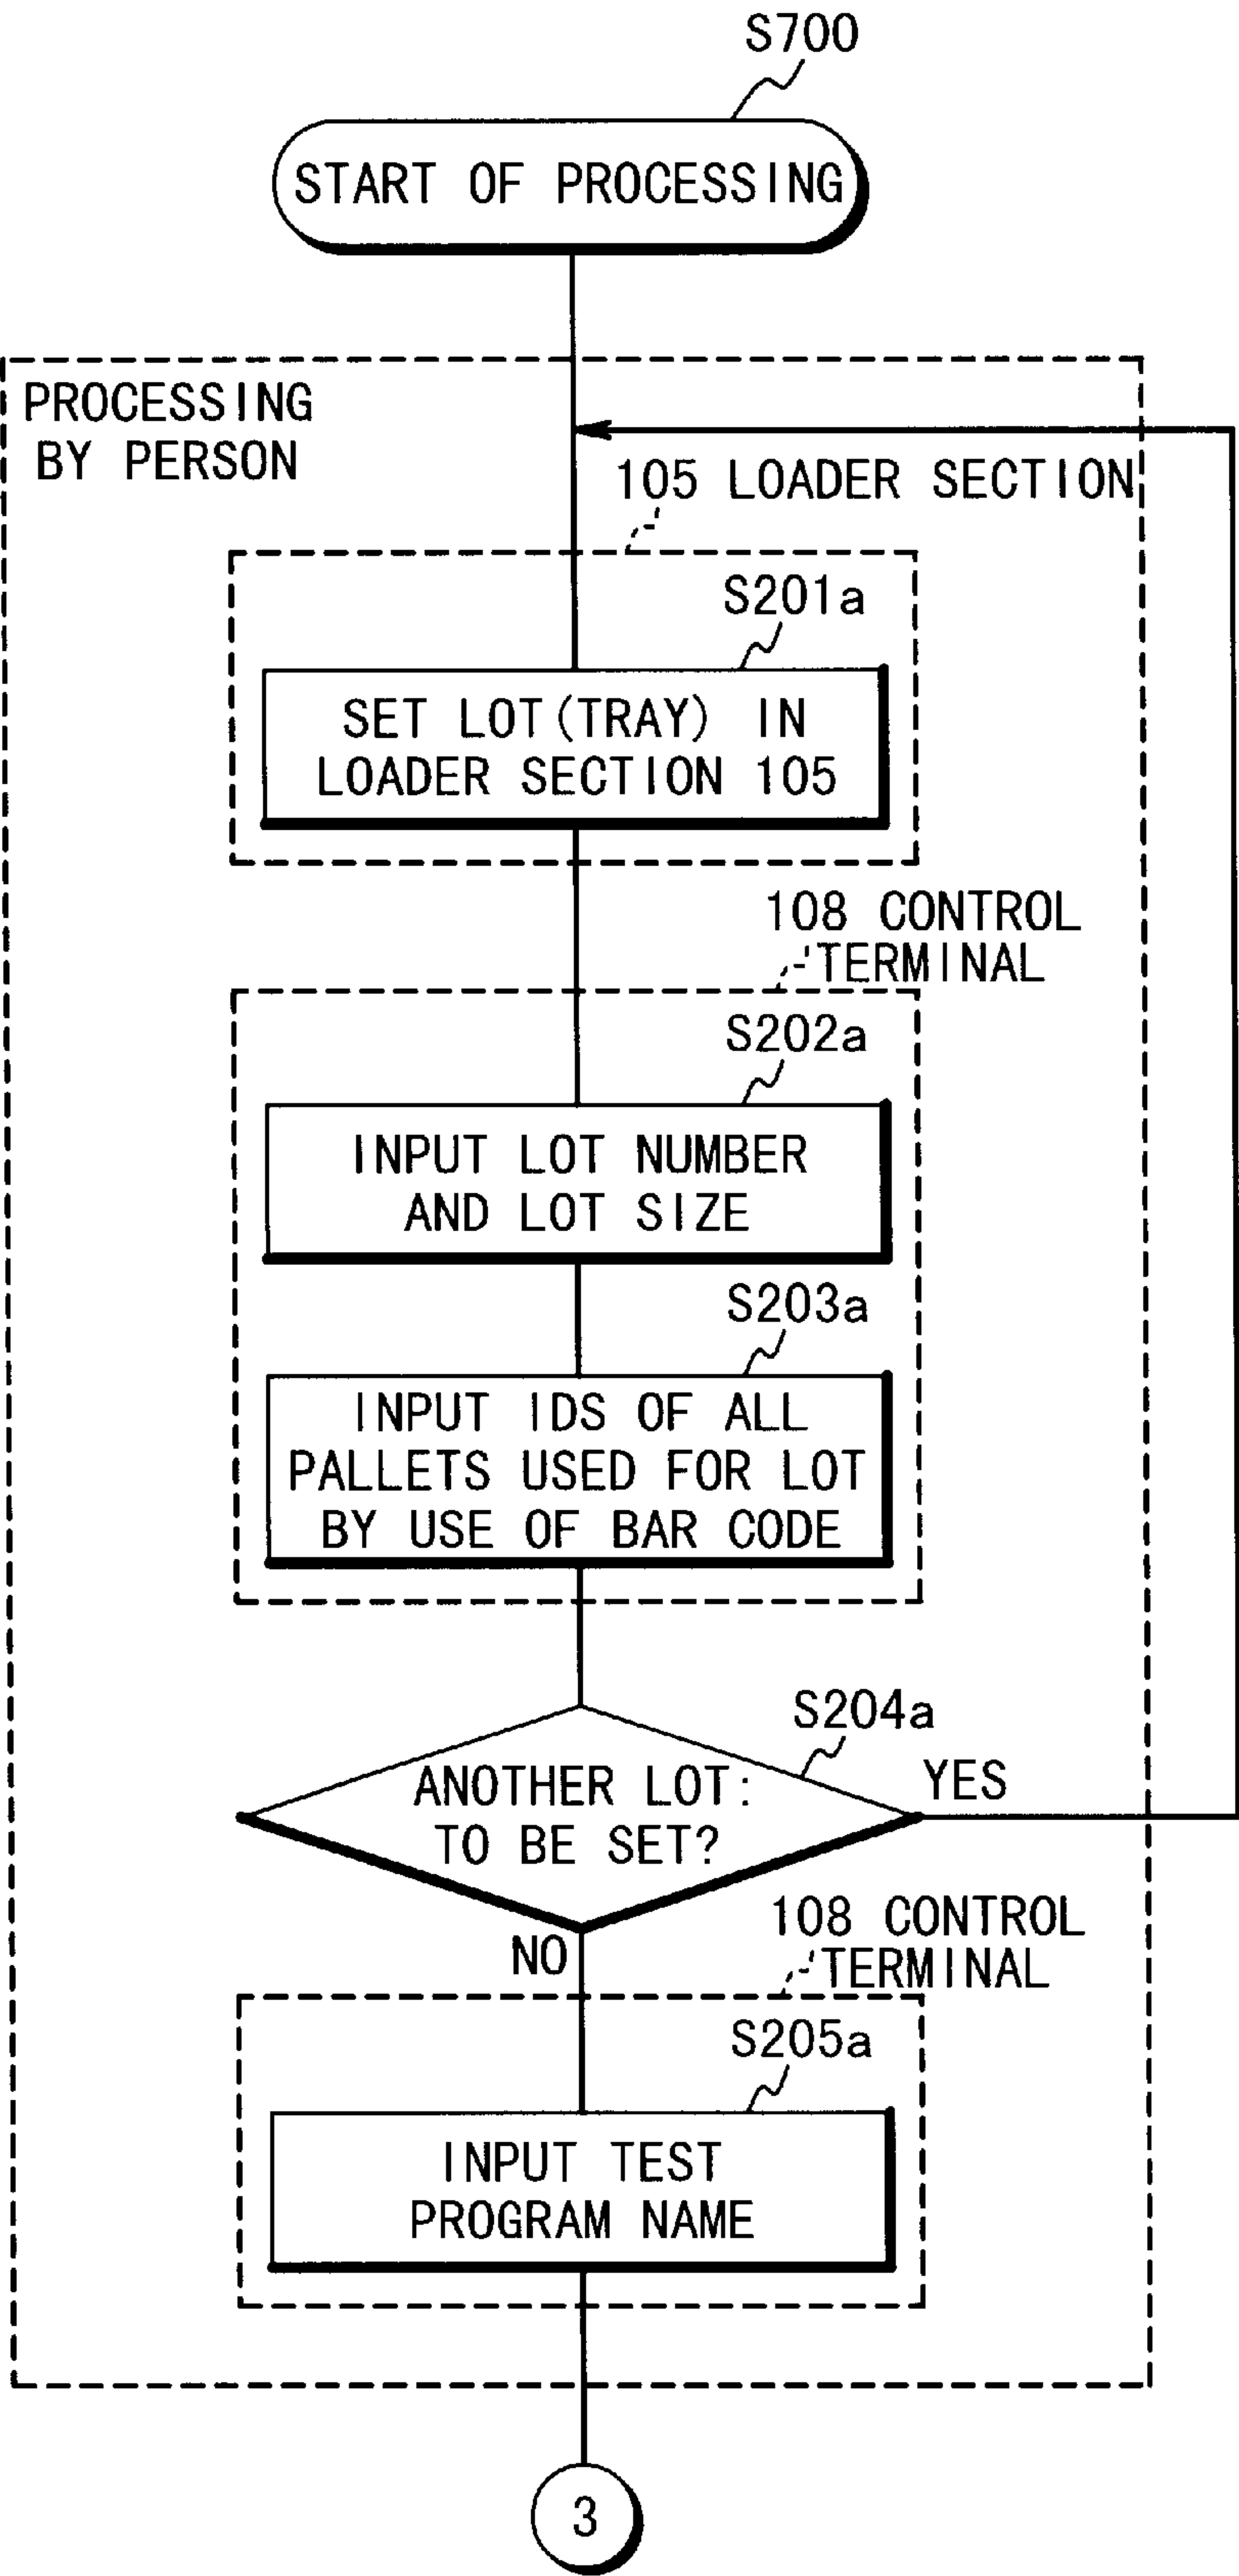 S700
START OF PROCESSING
PROCESSING
BY PERSON
105 LOADER SECTION
S201a
SET LOT(TRAY) IN
LOADER SECTION 105
108 CONTROL
TERMINAL
S202a
INPUT LOT NUMBER
AND LOT SIZE
S203a
INPUT IDS OF ALL
PALLETS USED FOR LOT
BY USE OF BAR CODE
S204a
ANOTHER LOT:
TO BE SET?
YES
NO
108 CONTROL
TERMINAL
S205a
INPUT TEST
PROGRAM NAME
3